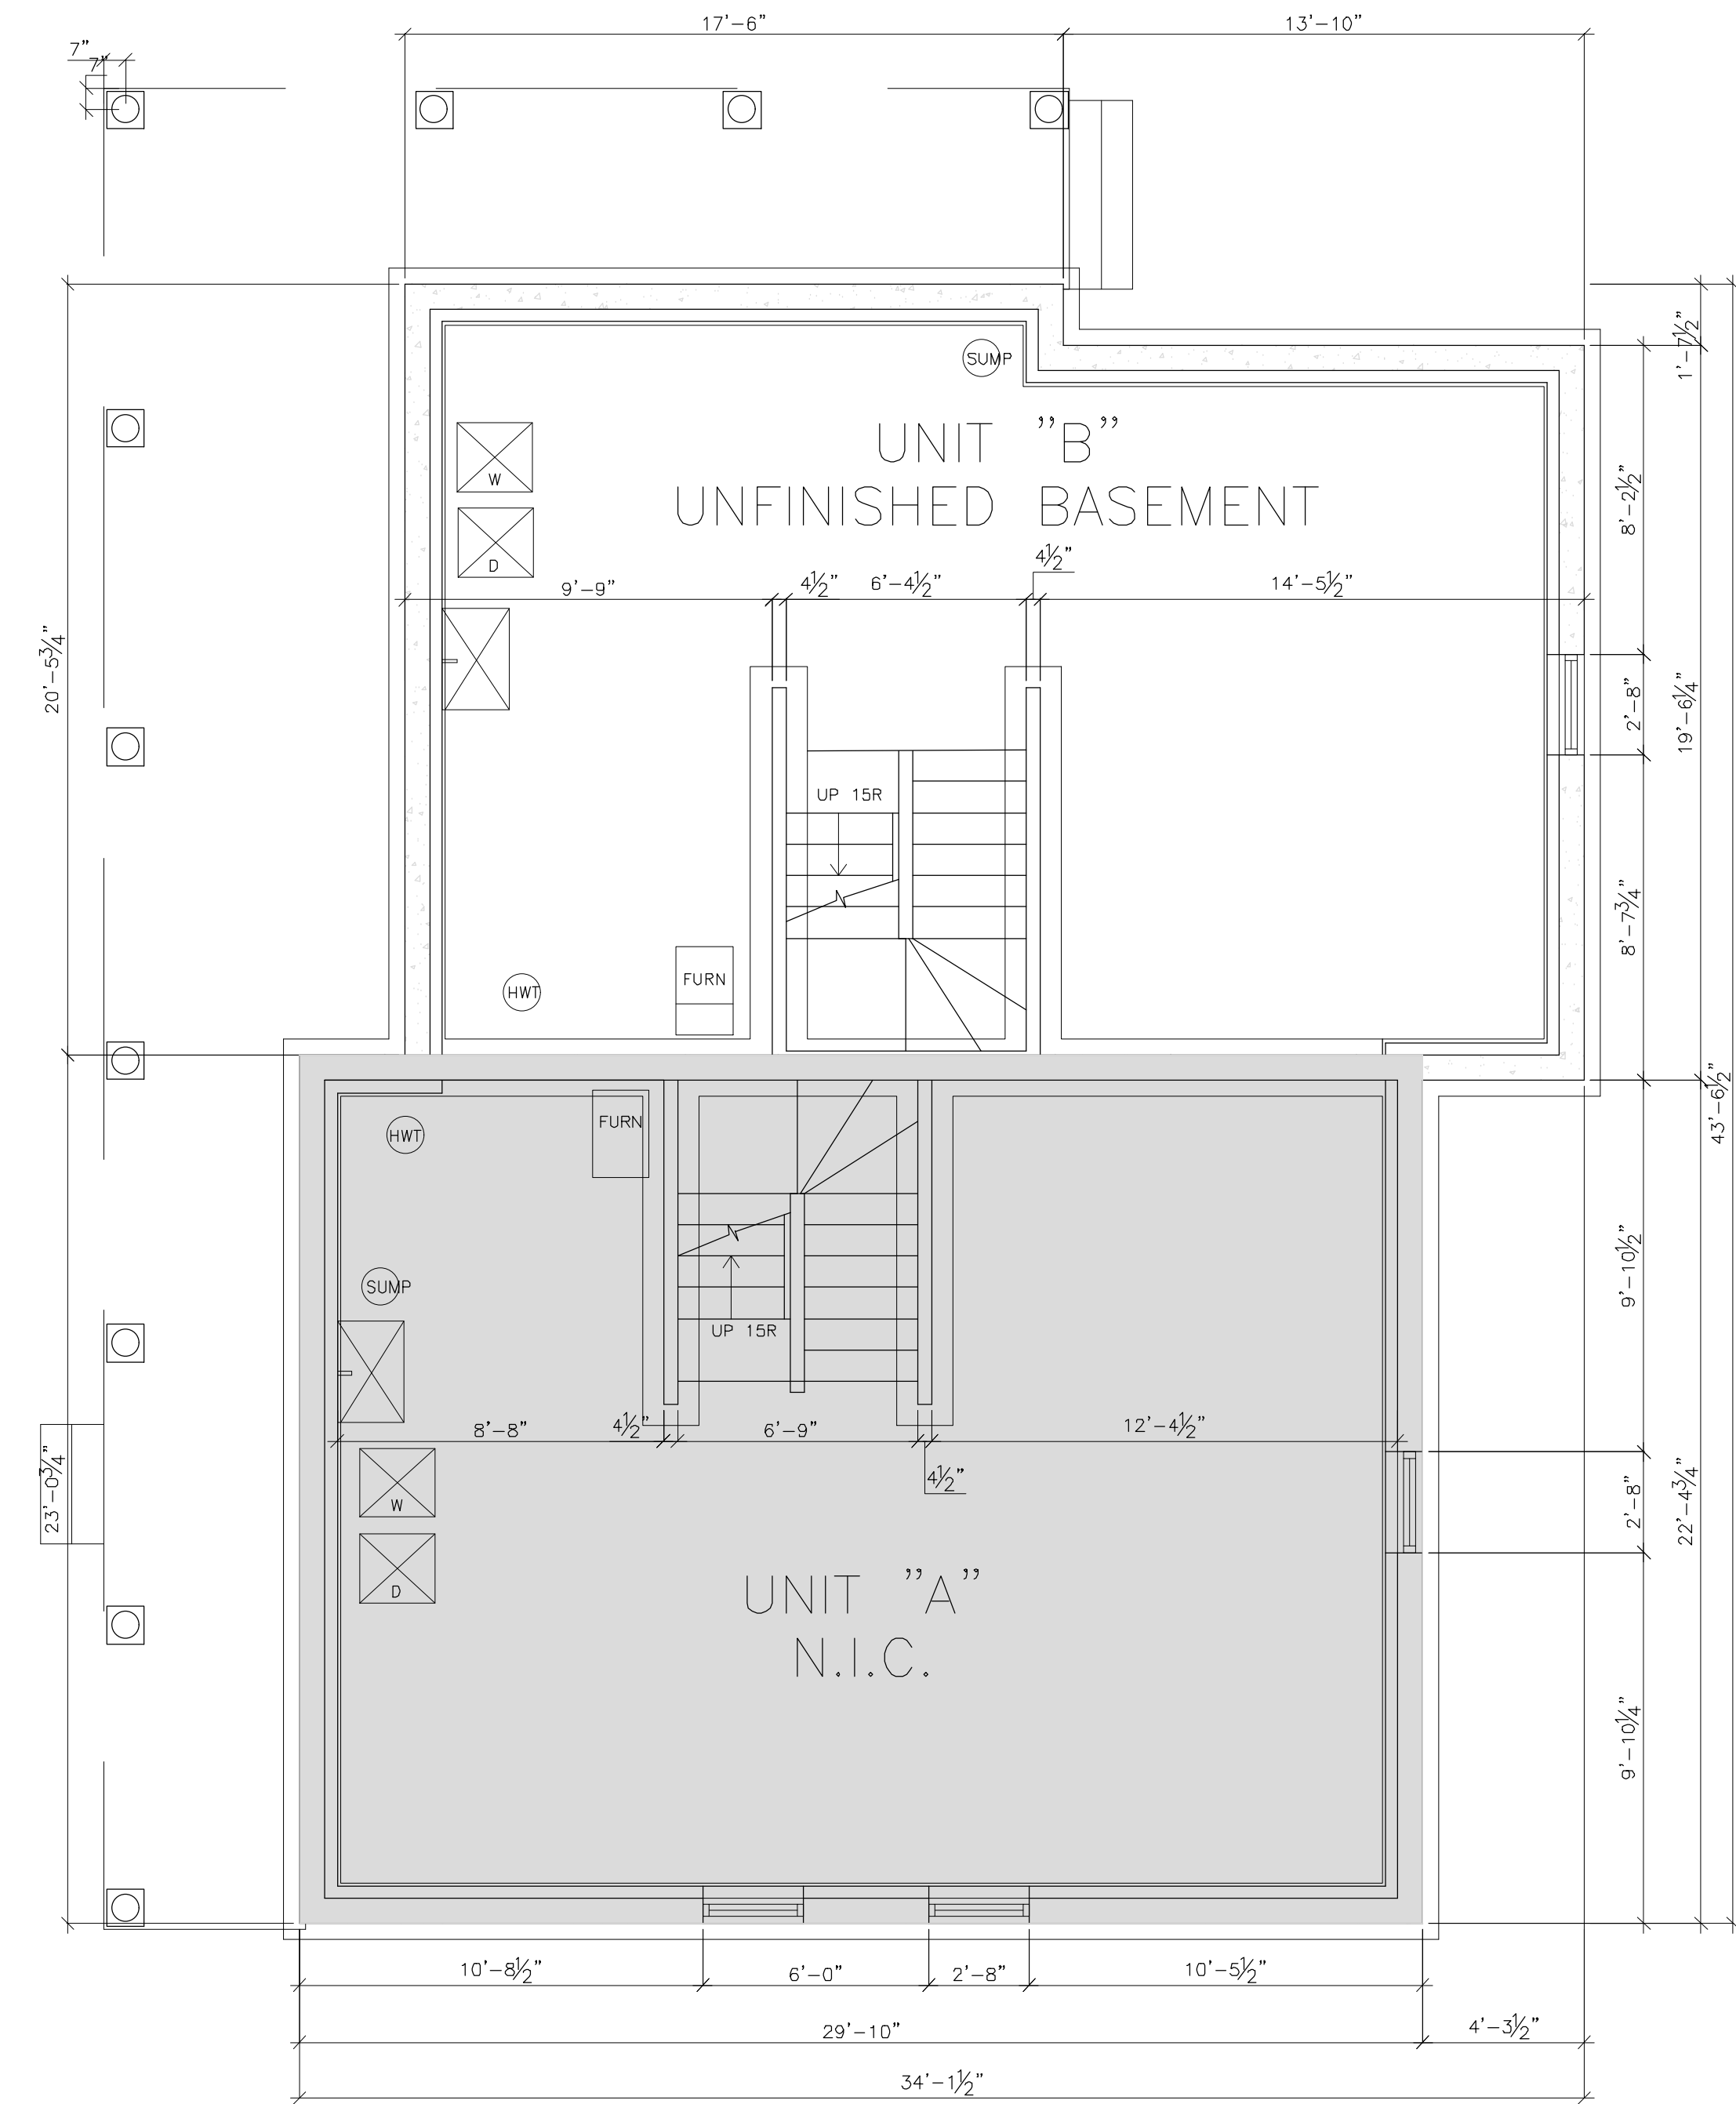 17'-6"
13'-10"
7"
7"
1'-7½"
SUMP
UNIT "B"
UNFINISHED BASEMENT
W
D
9'-9"
4½"
6'-4½"
4½"
14'-5½"
8'-2½"
20'-5¾"
2'-8"
19'-6¼"
UP 15R
8'-7¾"
FURN
HWT
43'-6½"
HWT
FURN
9'-10½"
SUMP
UP 15R
8'-8"
4½"
6'-9"
12'-4½"
4½"
23'-0¾"
W
2'-8"
22'-4¾"
D
UNIT "A"
N.I.C.
9'-10¼"
10'-8½"
6'-0"
2'-8"
10'-5½"
29'-10"
4'-3½"
34'-1½"